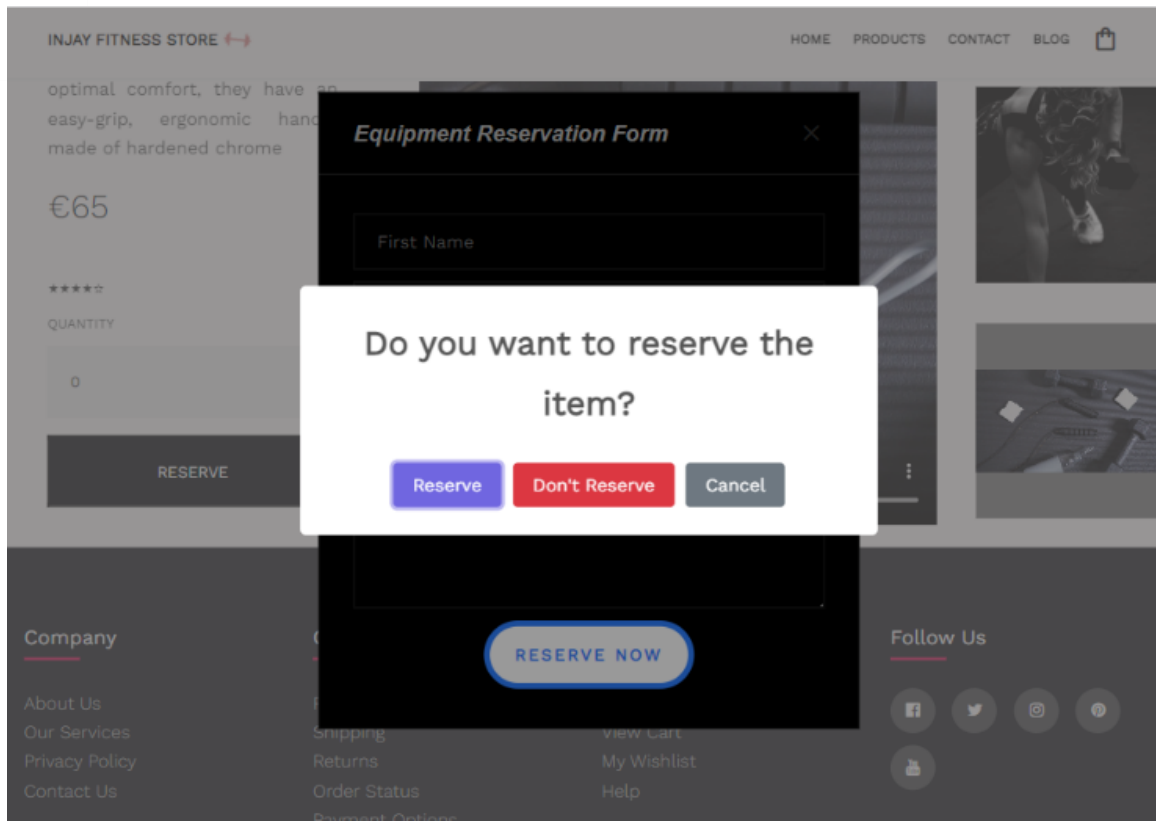 INJAY FITNESS STORE
HOME PRODUCTS CONTACT BLOG
optimal comfort, they have an
easy-grip, ergonomic
made of hardened chrome
€65
★★★★☆
QUANTITY
0
RESERVE
Equipment Reservation Form
First Name
Do you want to reserve the
item?
Reserve Don't Reserve Cancel
RESERVE NOW
Company
About Us
Our Services
Privacy Policy
Contact Us
Shipping
Returns
Order Status
Payment Options
View Cart
My Wishlist
Help
Follow Us